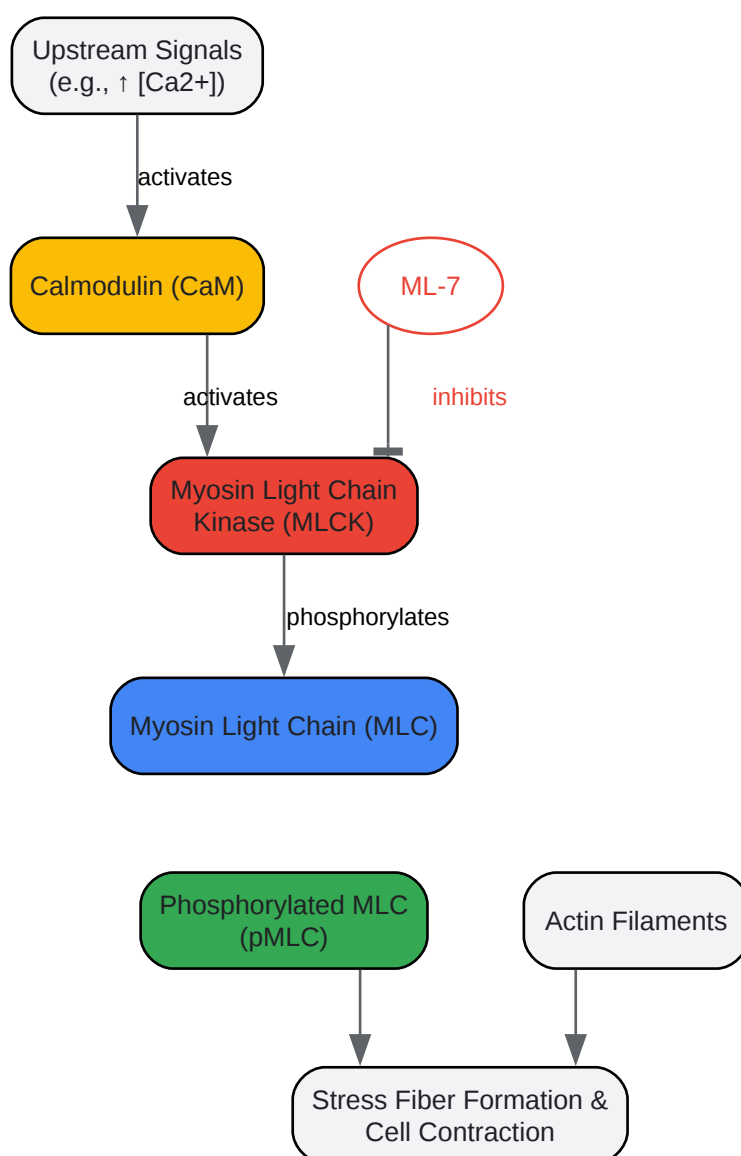 Upstream Signals
(e.g., ↑ [Ca2+])
activates
Calmodulin (CaM)
ML-7
activates
inhibits
Myosin Light Chain
Kinase (MLCK)
phosphorylates
Myosin Light Chain (MLC)
Phosphorylated MLC
(pMLC)
Actin Filaments
Stress Fiber Formation &
Cell Contraction